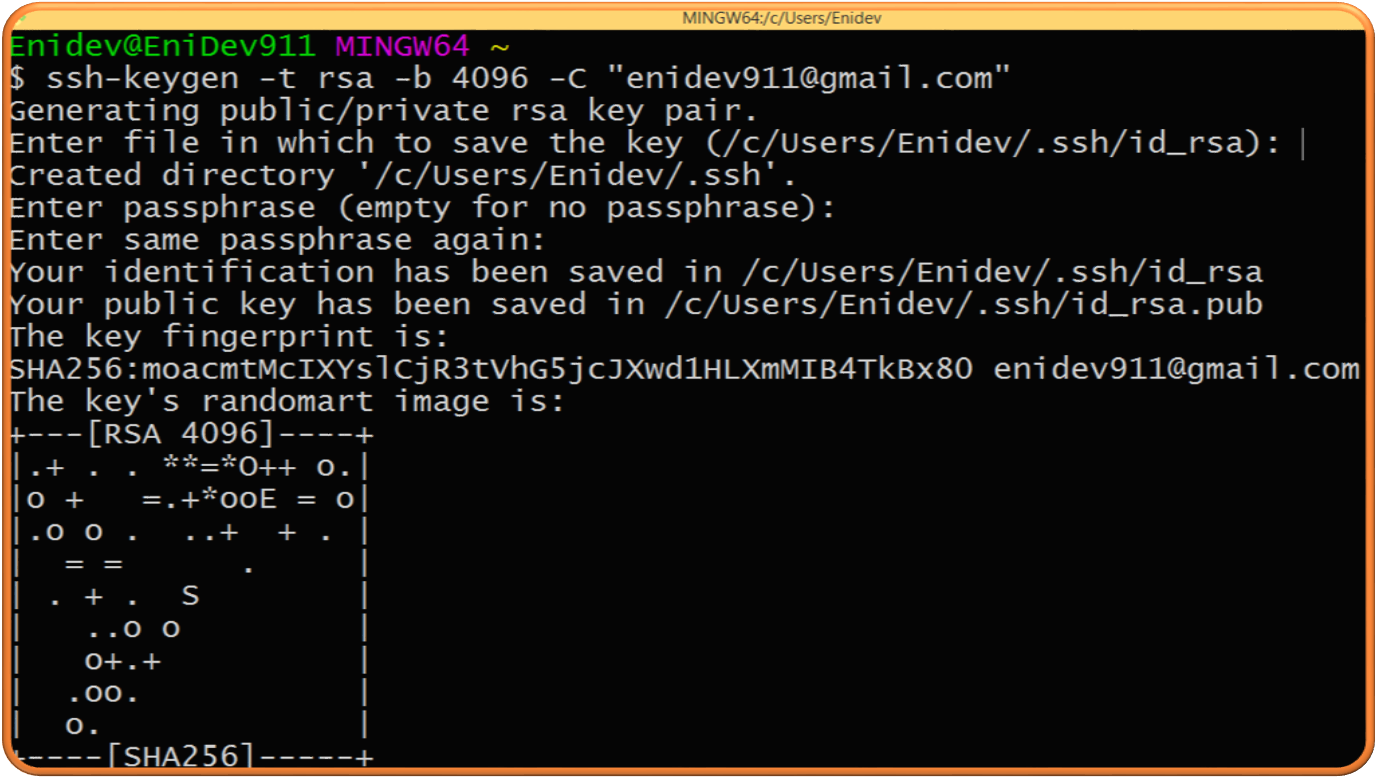 MINGW64:/c/Users/Enidev
Enidev@EniDev911 MINGW64 ~
$ ssh-keygen -t rsa -b 4096 -C "enidev911@gmail.com"
Generating public/private rsa key pair.
Enter file in which to save the key (/c/Users/Enidev/.ssh/id_rsa):
Created directory '/c/Users/Enidev/.ssh'.
Enter passphrase (empty for no passphrase):
Enter same passphrase again:
Your identification has been saved in /c/Users/Enidev/.ssh/id_rsa
Your public key has been saved in /c/Users/Enidev/.ssh/id_rsa.pub
The key fingerprint is:
SHA256:moacmtMcIXYslCjR3tVhG5jcJXwd1HLXmMIB4TkBx8O enidev911@gmail.com
The key's randomart image is:
+---[RSA 4096]----+
|.+ . . **=*O++ o.|
|o +   =.+*ooE = o|
|.o o .  ..+  + . |
|  = =      .     |
| . + .  S        |
|   ..o o         |
|   o+.+          |
|  .oo.           |
|  o.             |
+----[SHA256]-----+